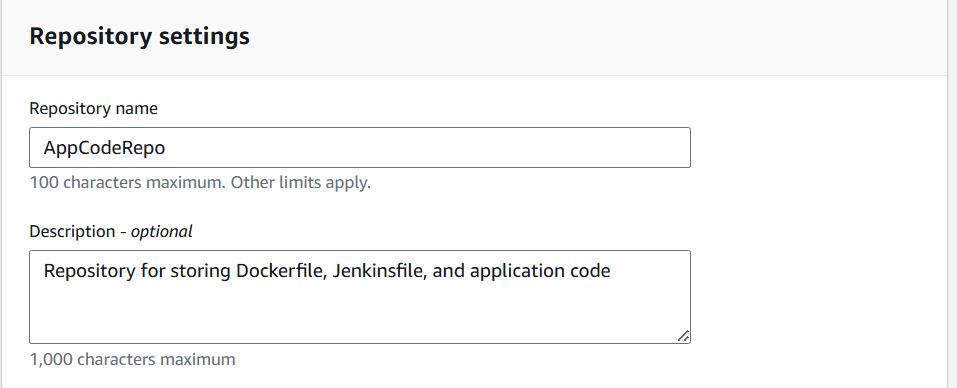 Repository settings
Repository name
AppCodeRepo
100 characters maximum. Other limits apply.
Description - optional
Repository for storing Dockerfile, Jenkinsfile, and application code
1,000 characters maximum